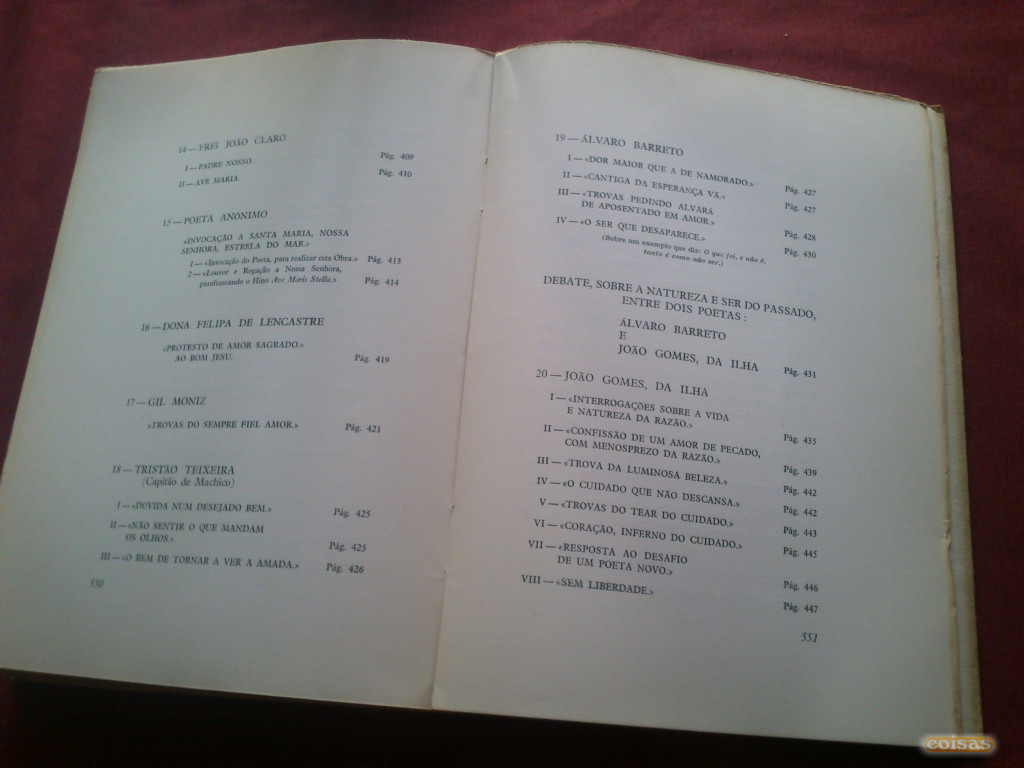 14 — FREI JOÃO CLARO
I — PADRE NOSSO. Pág. 409
II — AVE MARIA. Pág. 410
15 — POETA ANÓNIMO
«INVOCAÇÃO A SANTA MARIA, NOSSA
SENHORA, ESTRELA DO MAR.»
1 — «Invocação do Poeta, para realizar esta Obra.» Pág. 413
2 — «Louvor e Rogação a Nossa Senhora,
parafraseando o Hino Ave Maris Stella.» Pág. 414
16 — DONA FELIPA DE LENCASTRE
«PROTESTO DE AMOR SAGRADO.»
AO BOM JESU. Pág. 419
17 — GIL MONIZ
«TROVAS DO SEMPRE FIEL AMOR.» Pág. 421
18 — TRISTÃO TEIXEIRA
(Capitão de Machico)
I — «DUVIDA NUM DESEJADO BEM.» Pág. 425
II — «NÃO SENTIR O QUE MANDAM
OS OLHOS.» Pág. 425
III — «O BEM DE TORNAR A VER A AMADA.» Pág. 426
550
19 — ÁLVARO BARRETO
I — «DOR MAIOR QUE A DE NAMORADO.» Pág. 427
II — «CANTIGA DA ESPERANÇA VÃ.» Pág. 427
III — «TROVAS PEDINDO ALVARÁ
DE APOSENTADO EM AMOR.» Pág. 428
IV — «O SER QUE DESAPARECE.» Pág. 430
(Sobre um exemplo que diz: O que foi, e não é,
tanto é como não ser.)
DEBATE, SOBRE A NATUREZA E SER DO PASSADO,
ENTRE DOIS POETAS :
ÁLVARO BARRETO
E
JOÃO GOMES, DA ILHA Pág. 431
20 — JOÃO GOMES, DA ILHA
I — «INTERROGAÇÕES SOBRE A VIDA
E NATUREZA DA RAZÃO.» Pág. 435
II — «CONFISSÃO DE UM AMOR DE PECADO,
COM MENOSPREZO DA RAZÃO.» Pág. 439
III — «TROVA DA LUMINOSA BELEZA.» Pág. 442
IV — «O CUIDADO QUE NÃO DESCANSA.» Pág. 442
V — «TROVAS DO TEAR DO CUIDADO.» Pág. 443
VI — «CORAÇÃO, INFERNO DO CUIDADO.» Pág. 445
VII — «RESPOSTA AO DESAFIO
DE UM POETA NOVO.» Pág. 446
VIII — «SEM LIBERDADE.» Pág. 447
551
coisas